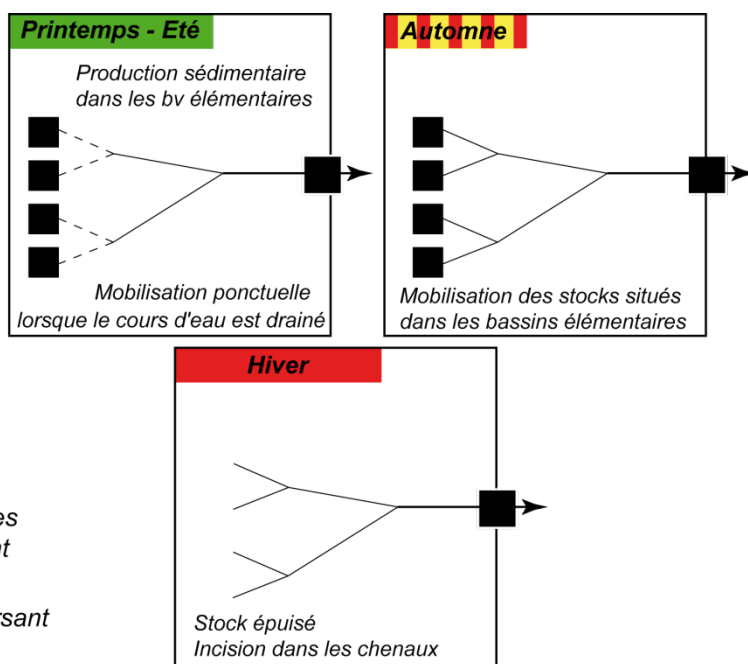 Printemps - Eté
Production sédimentaire
dans les bv élémentaires
Mobilisation ponctuelle
lorsque le cours d'eau est drainé
Automne
Mobilisation des stocks situés
dans les bassins élémentaires
Hiver
Stock épuisé
Incision dans les chenaux